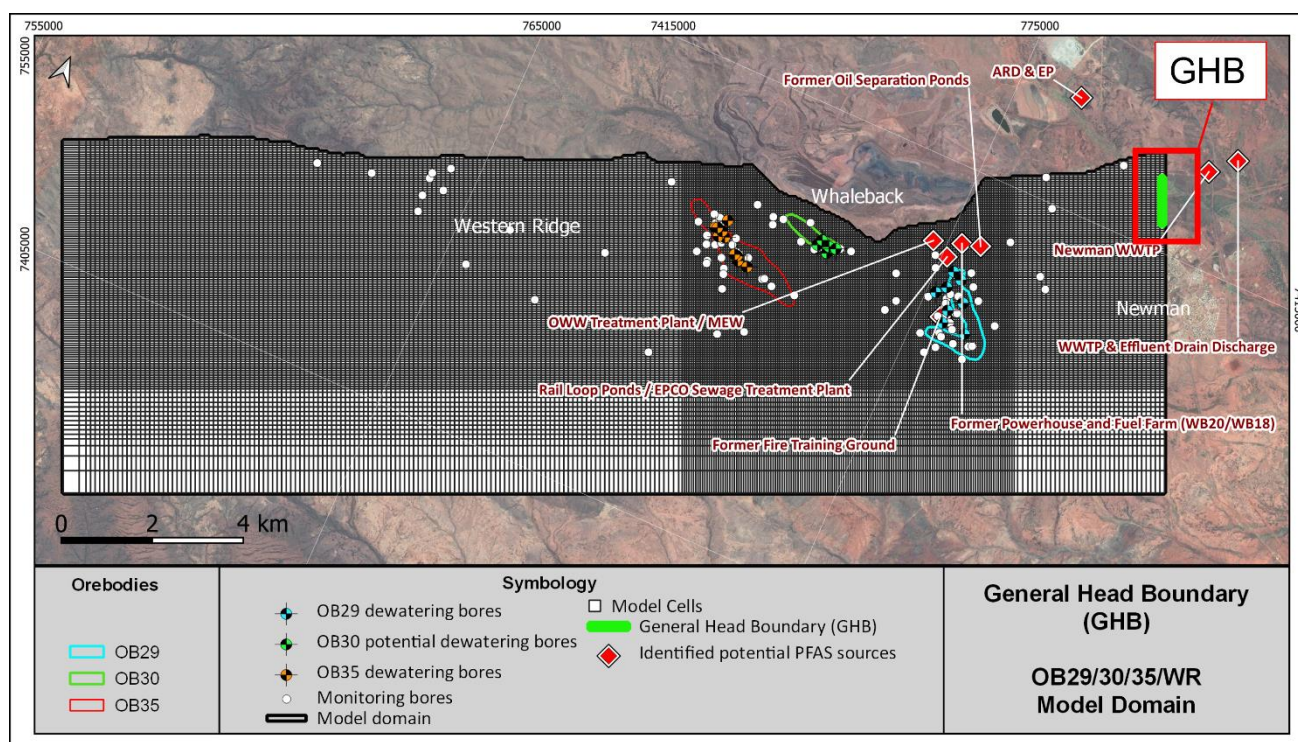 755000
765000
7415000
775000
755000
7405000
GHB
ARD & EP
Former Oil Separation Ponds
Whaleback
Western Ridge
Newman WWTP
Newman
OWW Treatment Plant / MEW
WWTP & Effluent Drain Discharge
Rail Loop Ponds / EPCO Sewage Treatment Plant
Former Powerhouse and Fuel Farm (WB20/WB18)
Former Fire Training Ground
0 2 4 km
Orebodies
OB29
OB30
OB35
Symbology
OB29 dewatering bores
OB30 potential dewatering bores
OB35 dewatering bores
Monitoring bores
Model domain
Model Cells
General Head Boundary (GHB)
Identified potential PFAS sources
General Head Boundary
(GHB)
OB29/30/35/WR
Model Domain